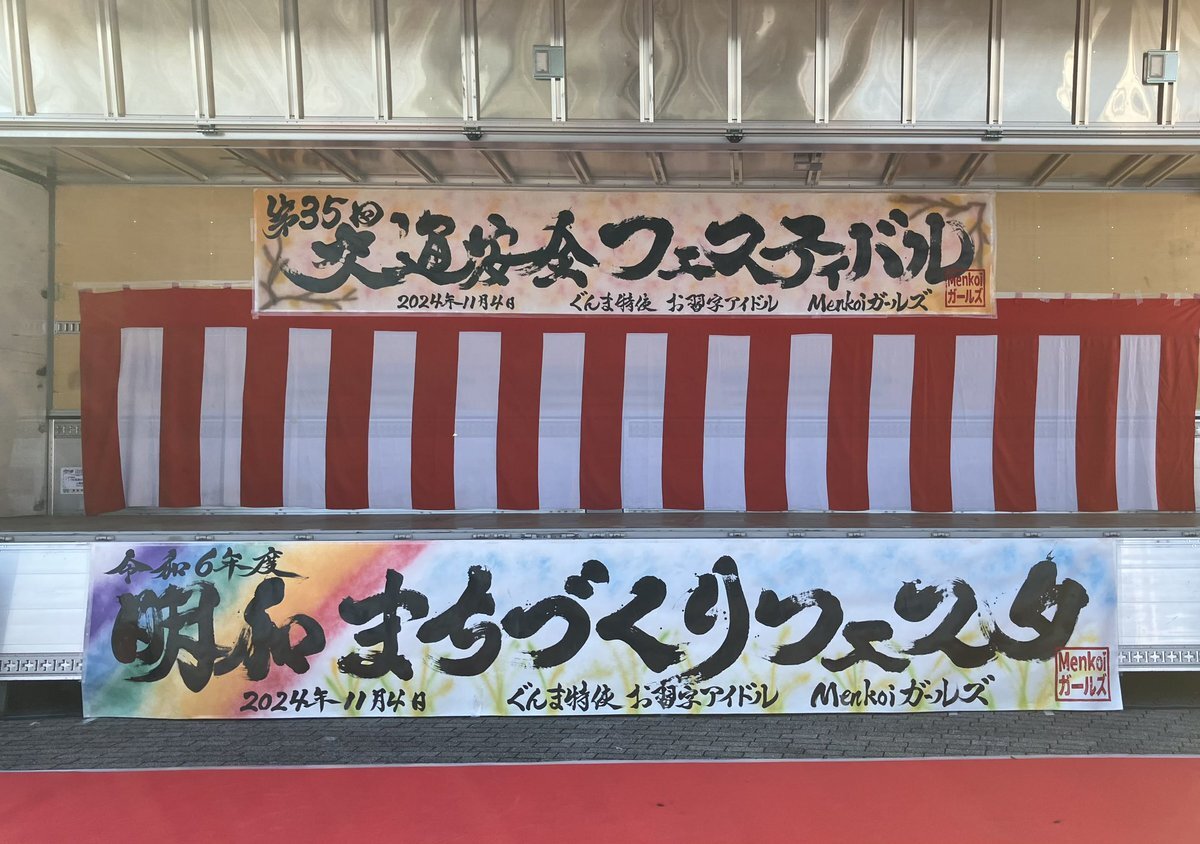 第35回
交通安全フェスティバル
2024年11月4日 ぐんま特使 お習字アイドル Menkoiガールズ
Menkoi
ガールズ
令和6年度
明和まちづくりフェスタ
2024年11月4日 ぐんま特使 お習字アイドル Menkoiガールズ
Menkoi
ガールズ